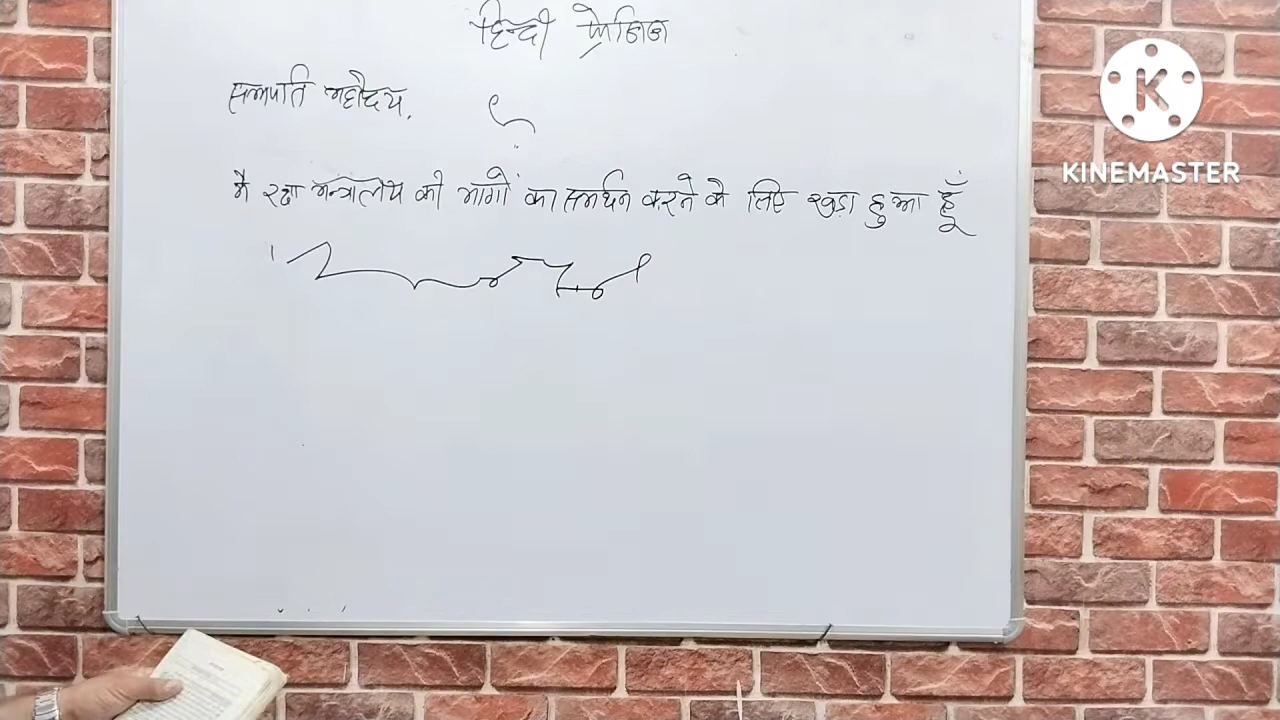 हिन्दी
सभापति महोदय,
मै रक्षा मन्त्रालय की मांगों का समर्थन करने के लिए खड़ा हुआ हूँ
KINEMASTER